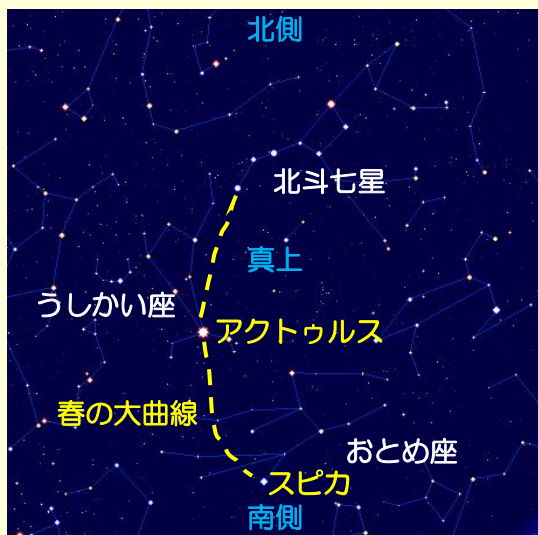 北側
北斗七星
真上
うしかい座
アクトゥルス
春の大曲線
おとめ座
スピカ
南側